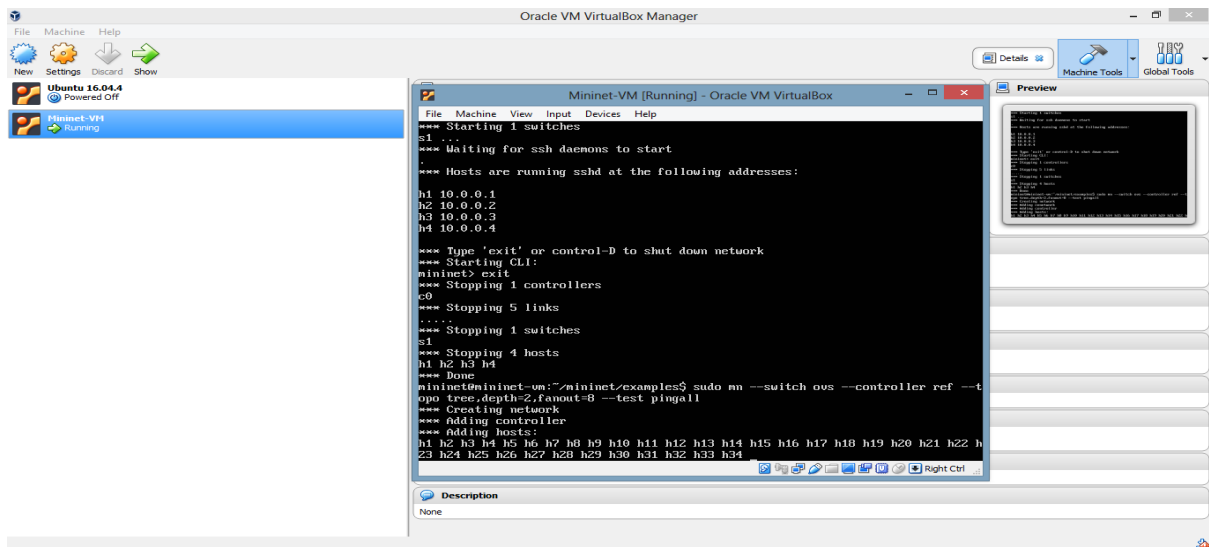 Oracle VM VirtualBox Manager
File Machine Help
New Settings Discard Show
Details
Machine Tools
Global Tools
Ubuntu 16.04.4
Powered Off
Mininet-VM
Running
Preview
Mininet-VM [Running] - Oracle VM VirtualBox
File Machine View Input Devices Help
*** Starting 1 switches
s1 ...
*** Waiting for ssh daemons to start
.
*** Hosts are running sshd at the following addresses:
h1 10.0.0.1
h2 10.0.0.2
h3 10.0.0.3
h4 10.0.0.4
*** Type 'exit' or control-D to shut down network
*** Starting CLI:
mininet> exit
*** Stopping 1 controllers
c0
*** Stopping 5 links
.....
*** Stopping 1 switches
s1
*** Stopping 4 hosts
h1 h2 h3 h4
*** Done
mininet@mininet-vm:~/mininet/examples$ sudo mn --switch ovs --controller ref --t
opo tree,depth=2,fanout=8 --test pingall
*** Creating network
*** Adding controller
*** Adding hosts:
h1 h2 h3 h4 h5 h6 h7 h8 h9 h10 h11 h12 h13 h14 h15 h16 h17 h18 h19 h20 h21 h22 h
23 h24 h25 h26 h27 h28 h29 h30 h31 h32 h33 h34 _
Right Ctrl
Description
None